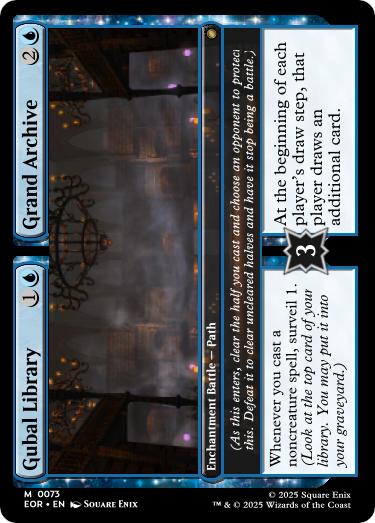 Gubal Library 1
Grand Archive 2
Enchantment Battle — Path
(As this enters, clear the half you cast and choose an opponent to protect
this. Defeat it to clear uncleared halves and have it stop being a battle.)
Whenever you cast a
noncreature spell, surveil 1.
(Look at the top card of your
library. You may put it into
your graveyard.)
3
At the beginning of each
player's draw step, that
player draws an
additional card.
M 0073
EOR • EN SQUARE ENIX
© 2025 Square Enix
™ & © 2025 Wizards of the Coast